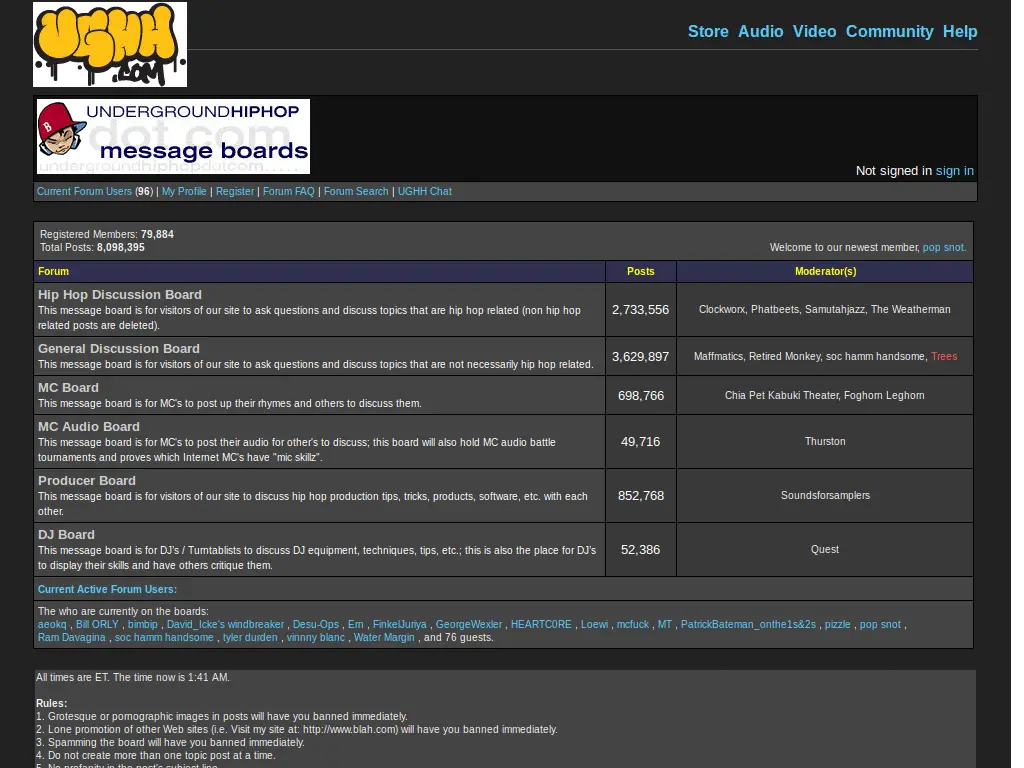 UGHH
.COM
Store Audio Video Community Help
UNDERGROUNDHIPHOP
dot com
message boards
undergroundhiphopdotcom.....
Not signed in sign in
Current Forum Users (96) | My Profile | Register | Forum FAQ | Forum Search | UGHH Chat
Registered Members: 79,884
Total Posts: 8,098,395
Welcome to our newest member, pop snot.
Forum Posts Moderator(s)
Hip Hop Discussion Board
This message board is for visitors of our site to ask questions and discuss topics that are hip hop related (non hip hop
related posts are deleted).
2,733,556
Clockworx, Phatbeets, Samutahjazz, The Weatherman
General Discussion Board
This message board is for visitors of our site to ask questions and discuss topics that are not necessarily hip hop related.
3,629,897
Maffmatics, Retired Monkey, soc hamm handsome, Trees
MC Board
This message board is for MC's to post up their rhymes and others to discuss them.
698,766
Chia Pet Kabuki Theater, Foghorn Leghorn
MC Audio Board
This message board is for MC's to post their audio for other's to discuss; this board will also hold MC audio battle
tournaments and proves which Internet MC's have "mic skillz".
49,716
Thurston
Producer Board
This message board is for visitors of our site to discuss hip hop production tips, tricks, products, software, etc. with each
other.
852,768
Soundsforsamplers
DJ Board
This message board is for DJ's / Turntablists to discuss DJ equipment, techniques, tips, etc.; this is also the place for DJ's
to display their skills and have others critique them.
52,386
Quest
Current Active Forum Users:
The who are currently on the boards:
aeokq , Bill ORLY , bimbip , David_Icke's windbreaker , Desu-Ops , Ern , FinkelJuriya , GeorgeWexler , HEARTC0RE , Loewi , mcfuck , MT , PatrickBateman_onthe1s&2s , pizzle , pop snot ,
Ram Davagina , soc hamm handsome , tyler durden , vinnny blanc , Water Margin , and 76 guests.
All times are ET. The time now is 1:41 AM.
Rules:
1. Grotesque or pornographic images in posts will have you banned immediately.
2. Lone promotion of other Web sites (i.e. Visit my site at: http://www.blah.com) will have you banned immediately.
3. Spamming the board will have you banned immediately.
4. Do not create more than one topic post at a time.
5. No profanity in the post's subject line.